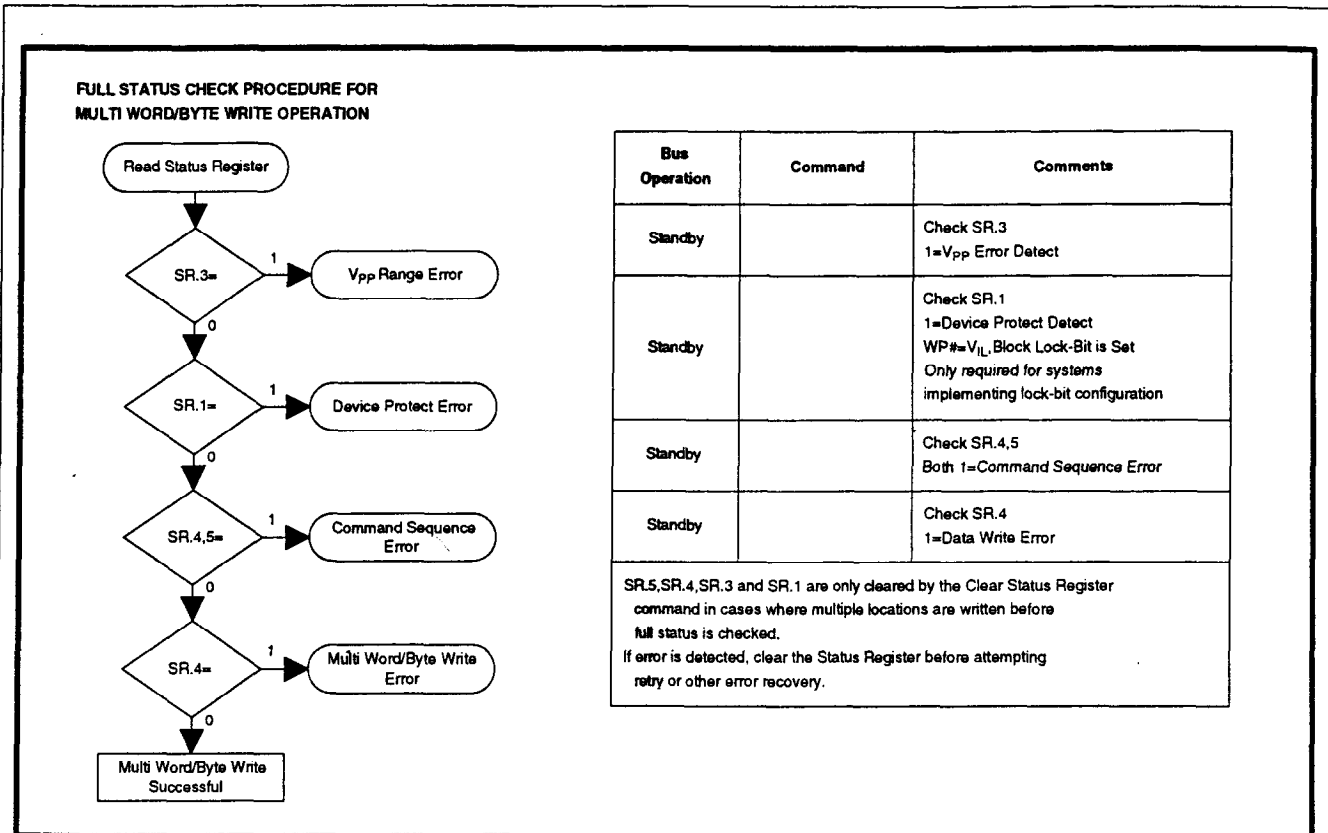 FULL STATUS CHECK PROCEDURE FOR
MULTI WORD/BYTE WRITE OPERATION
Read Status Register
SR.3=
1
VPP Range Error
0
SR.1=
1
Device Protect Error
0
SR.4,5=
1
Command Sequence
Error
0
SR.4=
1
Multi Word/Byte Write
Error
0
Multi Word/Byte Write
Successful
Bus
Operation
Command
Comments
Standby
Check SR.3
1=VPP Error Detect
Standby
Check SR.1
1=Device Protect Detect
WP#=VIL,Block Lock-Bit is Set
Only required for systems
implementing lock-bit configuration
Standby
Check SR.4,5
Both 1=Command Sequence Error
Standby
Check SR.4
1=Data Write Error
SR.5,SR.4,SR.3 and SR.1 are only cleared by the Clear Status Register
command in cases where multiple locations are written before
full status is checked.
If error is detected, clear the Status Register before attempting
retry or other error recovery.